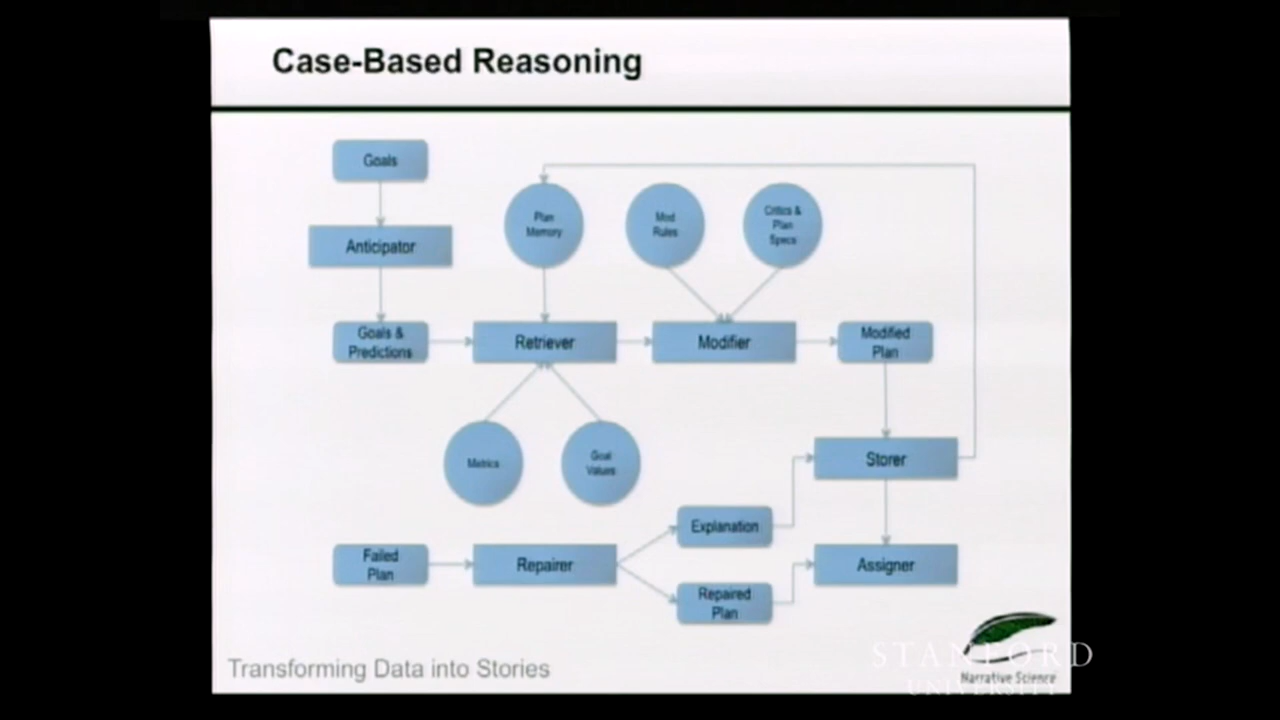 Case-Based Reasoning
Goals
Anticipator
Goals &
Predictions
Plan
Memory
Mod
Rules
Critics &
Plan
Specs
Retriever
Modifier
Modified
Plan
Metrics
Goal
Values
Storer
Explanation
Failed
Plan
Repairer
Assigner
Repaired
Plan
Transforming Data into Stories
STANFORD
UNIVERSITY
Narrative Science